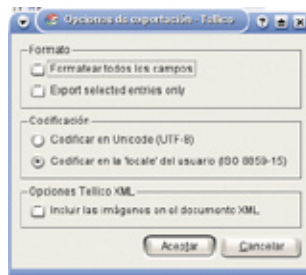 Opciones de exportación - Tellico
Formato
Formatear todos los campos
Export selected entries only
Codificación
Codificar en Unicode (UTF-8)
Codificar en la 'locale' del usuario (ISO 8859-15)
Opciones Tellico XML
Incluir las imágenes en el documento XML
Aceptar
Cancelar